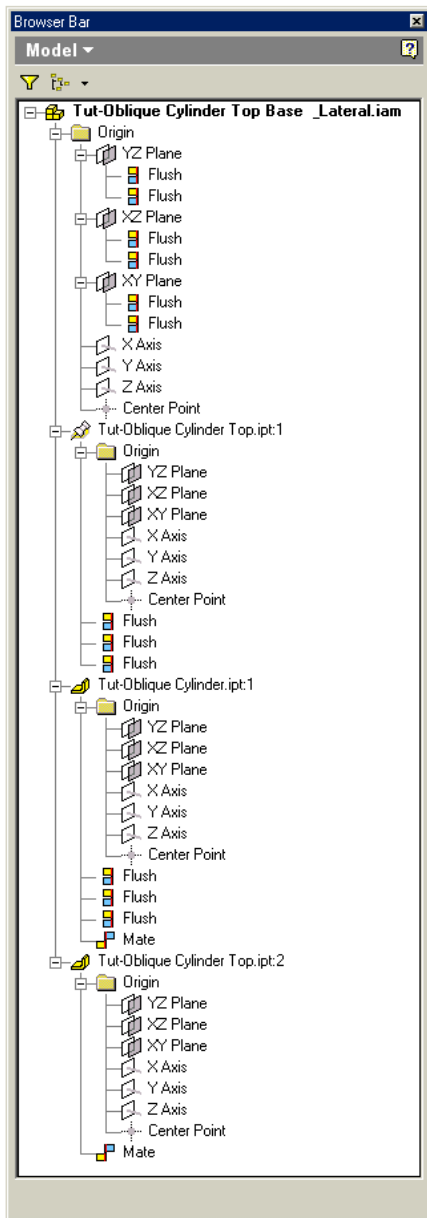 Browser Bar
Model
Tut-Oblique Cylinder Top Base _Lateral.iam
Origin
YZ Plane
Flush
Flush
XZ Plane
Flush
Flush
XY Plane
Flush
Flush
X Axis
Y Axis
Z Axis
Center Point
Tut-Oblique Cylinder Top.ipt:1
Origin
YZ Plane
XZ Plane
XY Plane
X Axis
Y Axis
Z Axis
Center Point
Flush
Flush
Flush
Tut-Oblique Cylinder.ipt:1
Origin
YZ Plane
XZ Plane
XY Plane
X Axis
Y Axis
Z Axis
Center Point
Flush
Flush
Flush
Mate
Tut-Oblique Cylinder Top.ipt:2
Origin
YZ Plane
XZ Plane
XY Plane
X Axis
Y Axis
Z Axis
Center Point
Mate